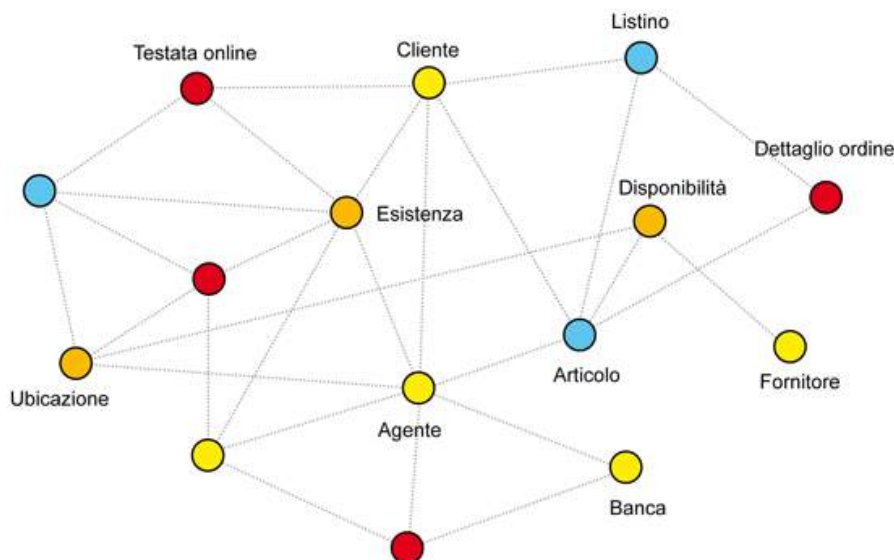 Listino
Testata online
Cliente
Dettaglio ordine
Disponibilità
Esistenza
Articolo
Fornitore
Ubicazione
Agente
Banca